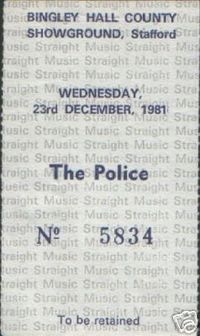 BINGLEY HALL COUNTY
SHOWGROUND, Stafford
WEDNESDAY,
23rd DECEMBER, 1981
The Police
Nº 5834
To be retained